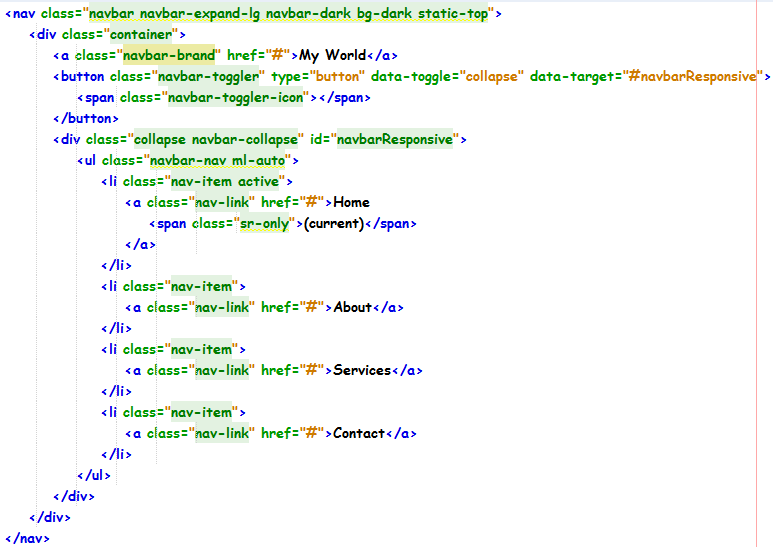 <nav class="navbar navbar-expand-lg navbar-dark bg-dark static-top">
<div class="container">
<a class="navbar-brand" href="#">My World</a>
<button class="navbar-toggler" type="button" data-toggle="collapse" data-target="#navbarResponsive">
<span class="navbar-toggler-icon"></span>
</button>
<div class="collapse navbar-collapse" id="navbarResponsive">
<ul class="navbar-nav ml-auto">
<li class="nav-item active">
<a class="nav-link" href="#">Home
<span class="sr-only">(current)</span>
</a>
</li>
<li class="nav-item">
<a class="nav-link" href="#">About</a>
</li>
<li class="nav-item">
<a class="nav-link" href="#">Services</a>
</li>
<li class="nav-item">
<a class="nav-link" href="#">Contact</a>
</li>
</ul>
</div>
</div>
</nav>